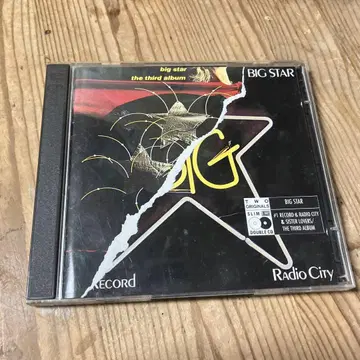 big star
the third album
BIG STAR
BIG
TWO
ORIGINALS
SLIM
DOUBLE CD
BIG STAR
#1 RECORD & RADIO CITY
& SISTER LOVERS/
THE THIRD ALBUM
Record
Radio City